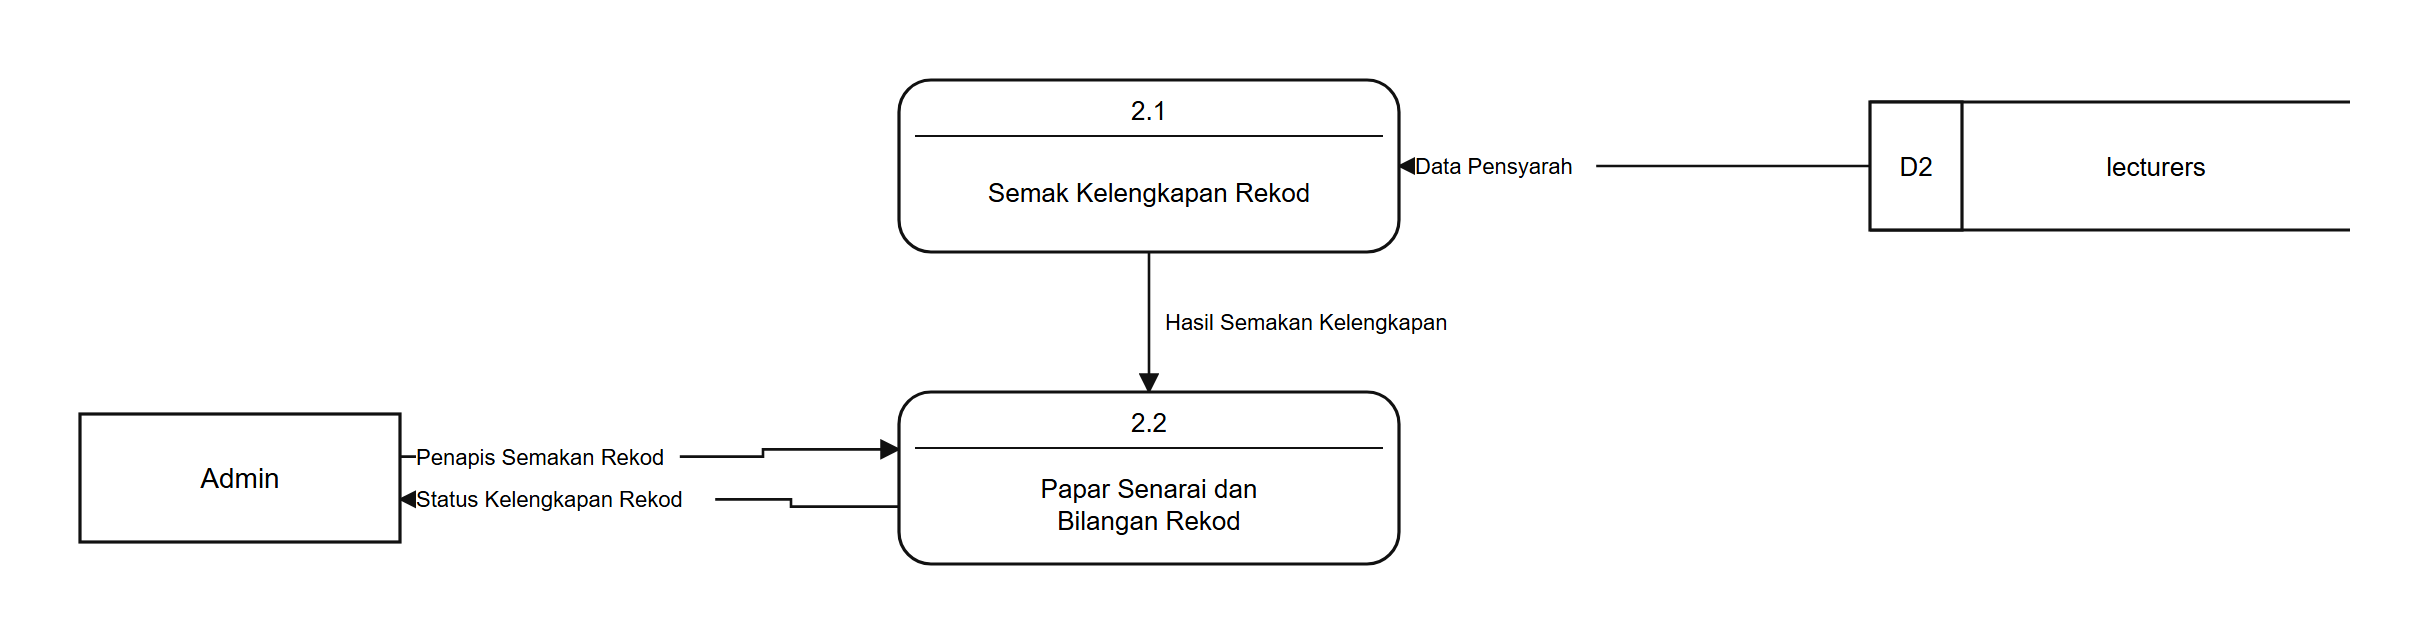 2.1
Semak Kelengkapan Rekod
Data Pensyarah
D2
lecturers
Hasil Semakan Kelengkapan
Admin
Penapis Semakan Rekod
Status Kelengkapan Rekod
2.2
Papar Senarai dan
Bilangan Rekod